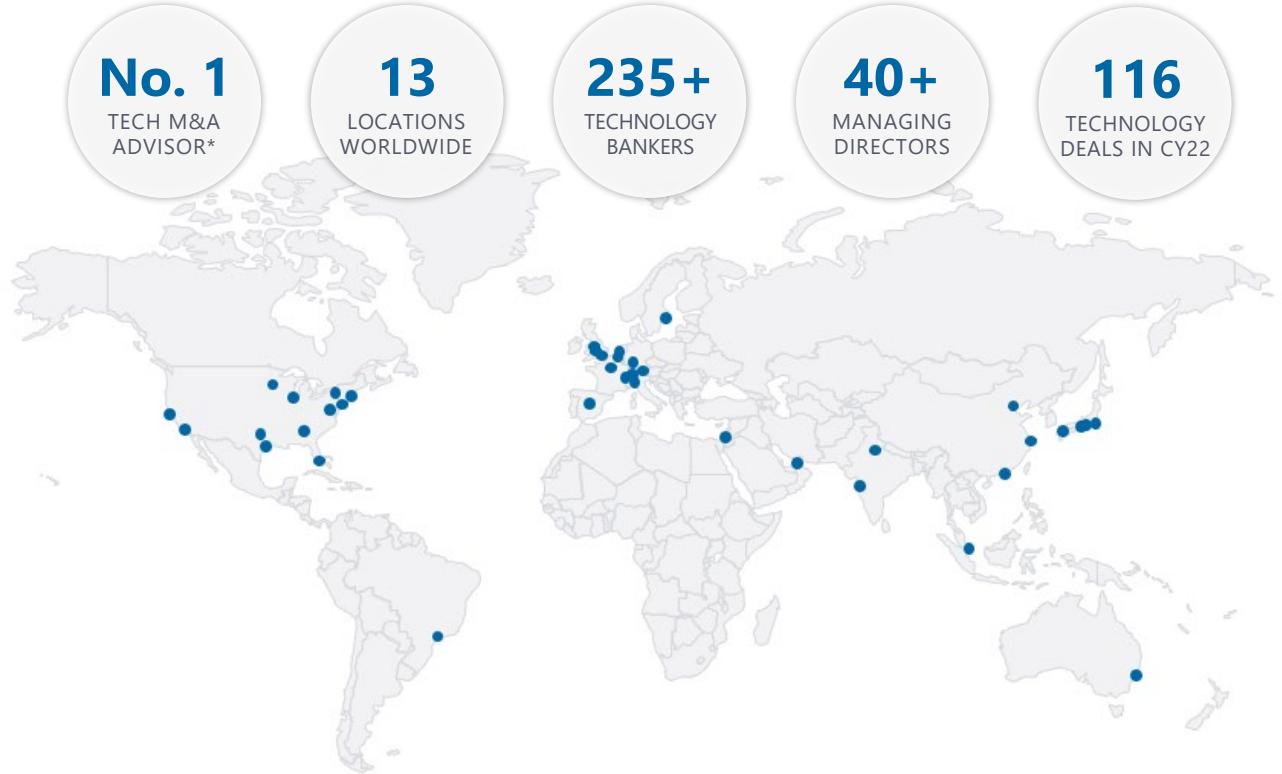 No. 1
TECH M&A
ADVISOR*
13
LOCATIONS
WORLDWIDE
235+
TECHNOLOGY
BANKERS
40+
MANAGING
DIRECTORS
116
TECHNOLOGY
DEALS IN CY22